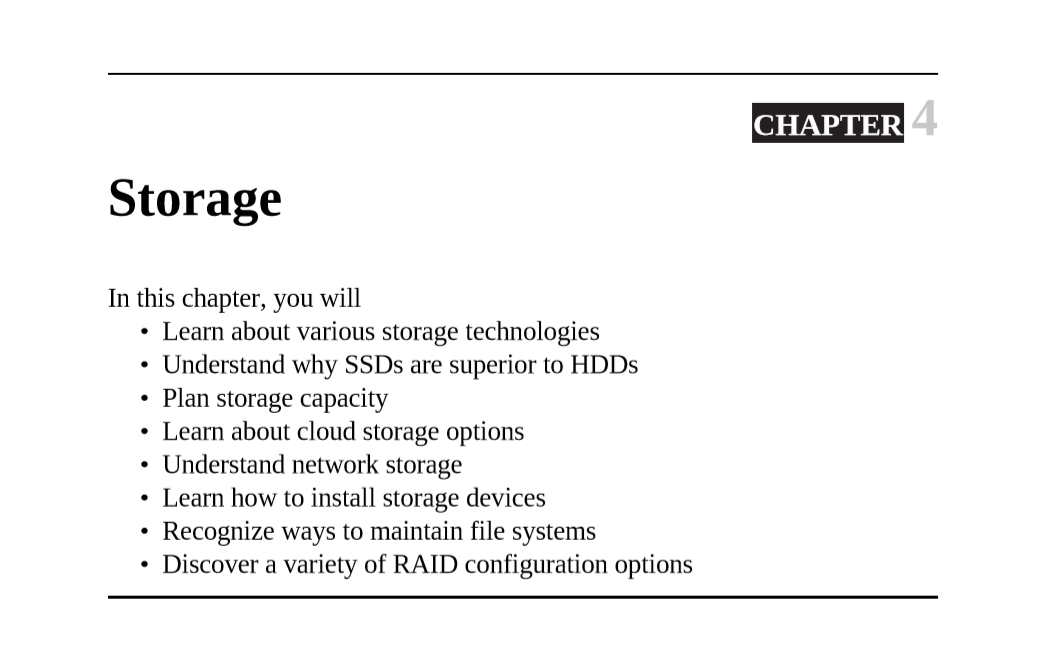 CHAPTER 4
Storage
In this chapter, you will
• Learn about various storage technologies
• Understand why SSDs are superior to HDDs
• Plan storage capacity
• Learn about cloud storage options
• Understand network storage
• Learn how to install storage devices
• Recognize ways to maintain file systems
• Discover a variety of RAID configuration options